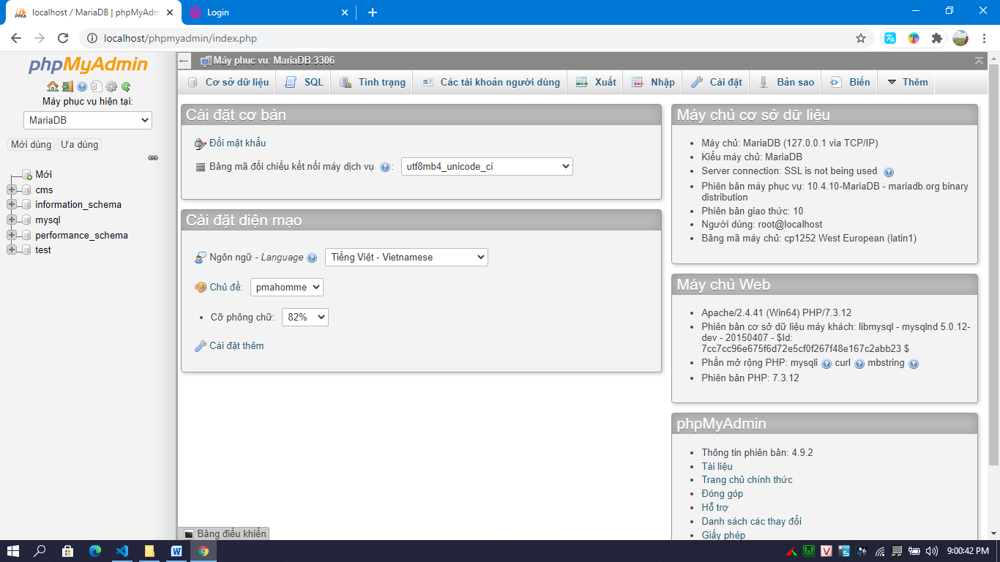 localhost / MariaDB | phpMyAdm
Login
localhost/phpmyadmin/index.php
phpMyAdmin
Máy phục vụ hiện tại:
MariaDB
Mới dùng Ưa dùng
Mới
cms
information_schema
mysql
performance_schema
test
Máy phục vụ: MariaDB:3306
Cơ sở dữ liệu SQL Tình trạng Các tài khoản người dùng Xuất Nhập Cài đặt Bản sao Biến Thêm
Cài đặt cơ bản
Đổi mật khẩu
Bảng mã đối chiếu kết nối máy dịch vụ : utf8mb4_unicode_ci
Cài đặt diện mạo
Ngôn ngữ - Language Tiếng Việt - Vietnamese
Chủ đề: pmahomme
Cỡ phông chữ: 82%
Cài đặt thêm
Máy chủ cơ sở dữ liệu
Máy chủ: MariaDB (127.0.0.1 via TCP/IP)
Kiểu máy chủ: MariaDB
Server connection: SSL is not being used
Phiên bản máy phục vụ: 10.4.10-MariaDB - mariadb.org binary
distribution
Phiên bản giao thức: 10
Người dùng: root@localhost
Bảng mã máy chủ: cp1252 West European (latin1)
Máy chủ Web
Apache/2.4.41 (Win64) PHP/7.3.12
Phiên bản cơ sở dữ liệu máy khách: libmysql - mysqlnd 5.0.12-
dev - 20150407 - $Id:
7cc7cc96e675f6d72e5cf0f267f48e167c2abb23 $
Phần mở rộng PHP: mysqli curl mbstring
Phiên bản PHP: 7.3.12
phpMyAdmin
Thông tin phiên bản: 4.9.2
Tài liệu
Trang chủ chính thức
Đóng góp
Hỗ trợ
Danh sách các thay đổi
Giấy phép
Bảng điều khiển
9:00:42 PM